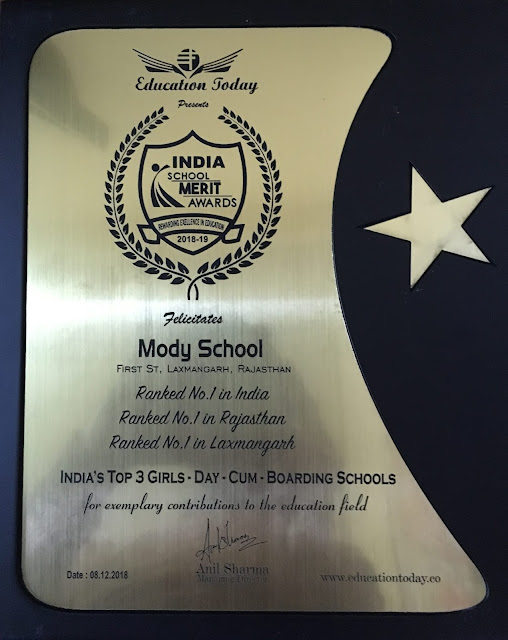 Education Today
Presents
INDIA
SCHOOL
MERIT
AWARDS
REWARDING EXCELLENCE IN EDUCATION
2018-19
Felicitates
Mody School
First St, Laxmangarh, Rajasthan
Ranked No.1 in India
Ranked No.1 in Rajasthan
Ranked No.1 in Laxmangarh
India's Top 3 Girls - Day - Cum - Boarding Schools
for exemplary contributions to the education field
Anil Sharma
Managing Director
Date : 08.12.2018
www.educationtoday.co